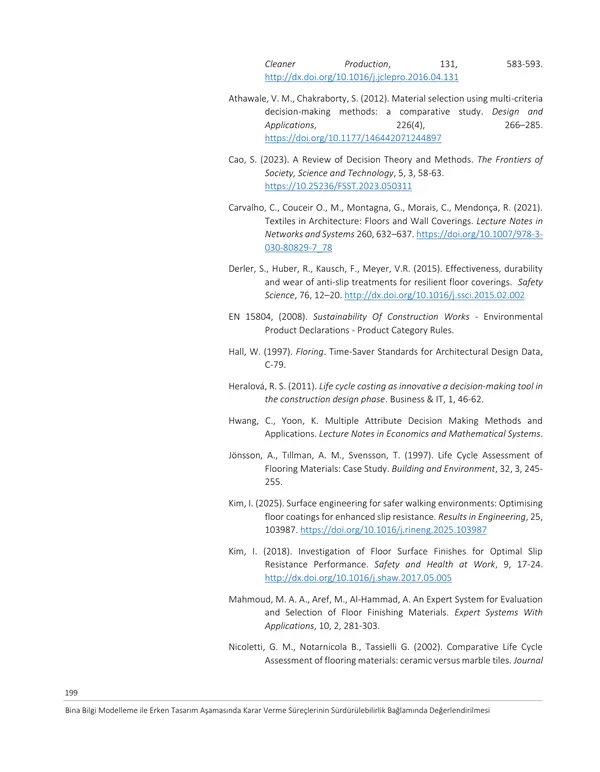 Cleaner Production, 131, 583-593.
http://dx.doi.org/10.1016/j.jclepro.2016.04.131
Athawale, V. M., Chakraborty, S. (2012). Material selection using multi-criteria
decision-making methods: a comparative study. Design and
Applications, 226(4), 266–285.
https://doi.org/10.1177/146442071244897
Cao, S. (2023). A Review of Decision Theory and Methods. The Frontiers of
Society, Science and Technology, 5, 3, 58-63.
https://10.25236/FSST.2023.050311
Carvalho, C., Couceir O., M., Montagna, G., Morais, C., Mendonça, R. (2021).
Textiles in Architecture: Floors and Wall Coverings. Lecture Notes in
Networks and Systems 260, 632–637. https://doi.org/10.1007/978-3-
030-80829-7_78
Derler, S., Huber, R., Kausch, F., Meyer, V.R. (2015). Effectiveness, durability
and wear of anti-slip treatments for resilient floor coverings. Safety
Science, 76, 12–20. http://dx.doi.org/10.1016/j.ssci.2015.02.002
EN 15804, (2008). Sustainability Of Construction Works - Environmental
Product Declarations - Product Category Rules.
Hall, W. (1997). Floring. Time-Saver Standards for Architectural Design Data,
C-79.
Heralová, R. S. (2011). Life cycle costing as innovative a decision-making tool in
the construction design phase. Business & IT, 1, 46-62.
Hwang, C., Yoon, K. Multiple Attribute Decision Making Methods and
Applications. Lecture Notes in Economics and Mathematical Systems.
Jönsson, A., Tıllman, A. M., Svensson, T. (1997). Life Cycle Assessment of
Flooring Materials: Case Study. Building and Environment, 32, 3, 245-
255.
Kim, I. (2025). Surface engineering for safer walking environments: Optimising
floor coatings for enhanced slip resistance. Results in Engineering, 25,
103987. https://doi.org/10.1016/j.rineng.2025.103987
Kim, I. (2018). Investigation of Floor Surface Finishes for Optimal Slip
Resistance Performance. Safety and Health at Work, 9, 17-24.
http://dx.doi.org/10.1016/j.shaw.2017.05.005
Mahmoud, M. A. A., Aref, M., Al-Hammad, A. An Expert System for Evaluation
and Selection of Floor Finishing Materials. Expert Systems With
Applications, 10, 2, 281-303.
Nicoletti, G. M., Notarnicola B., Tassielli G. (2002). Comparative Life Cycle
Assessment of flooring materials: ceramic versus marble tiles. Journal
199
Bina Bilgi Modelleme ile Erken Tasarım Aşamasında Karar Verme Süreçlerinin Sürdürülebilirlik Bağlamında Değerlendirilmesi